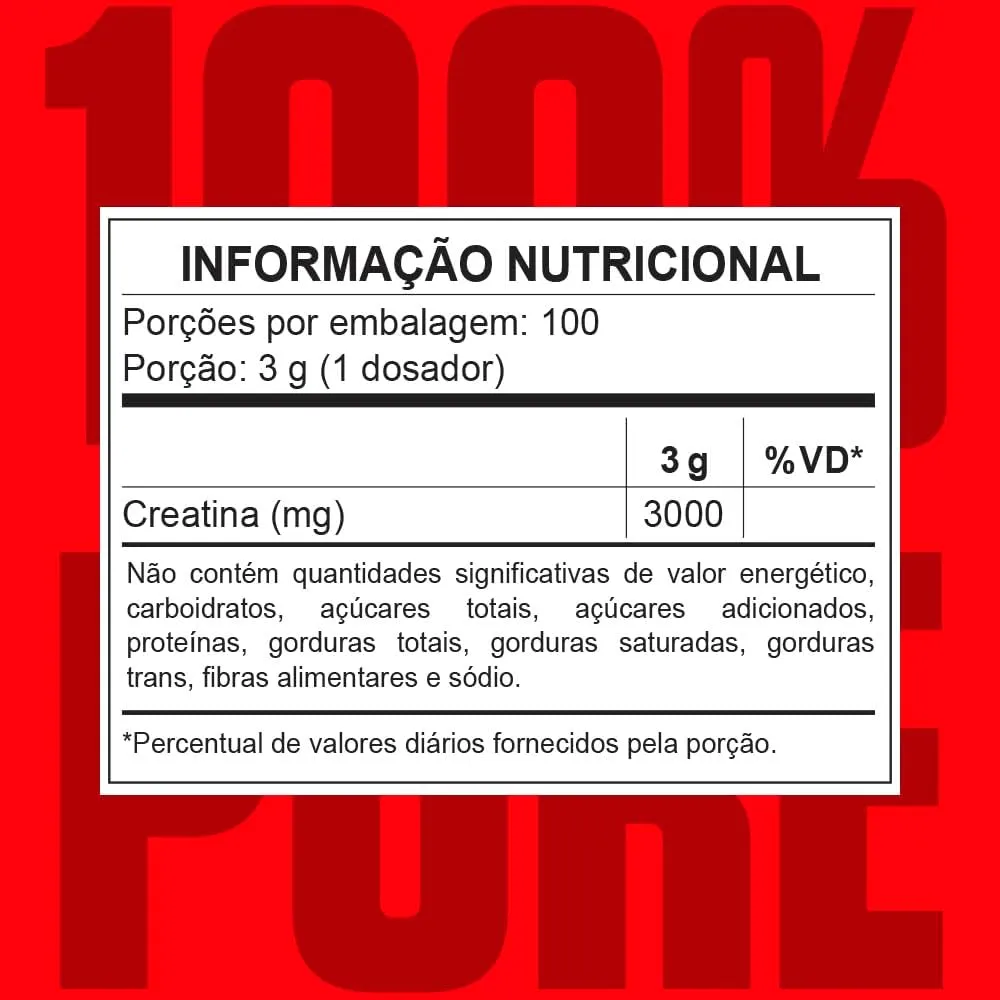 100%
INFORMAÇÃO NUTRICIONAL
Porções por embalagem: 100
Porção: 3 g (1 dosador)
3 g %VD*
Creatina (mg) 3000
Não contém quantidades significativas de valor energético,
carboidratos, açúcares totais, açúcares adicionados,
proteínas, gorduras totais, gorduras saturadas, gorduras
trans, fibras alimentares e sódio.
*Percentual de valores diários fornecidos pela porção.
PURE